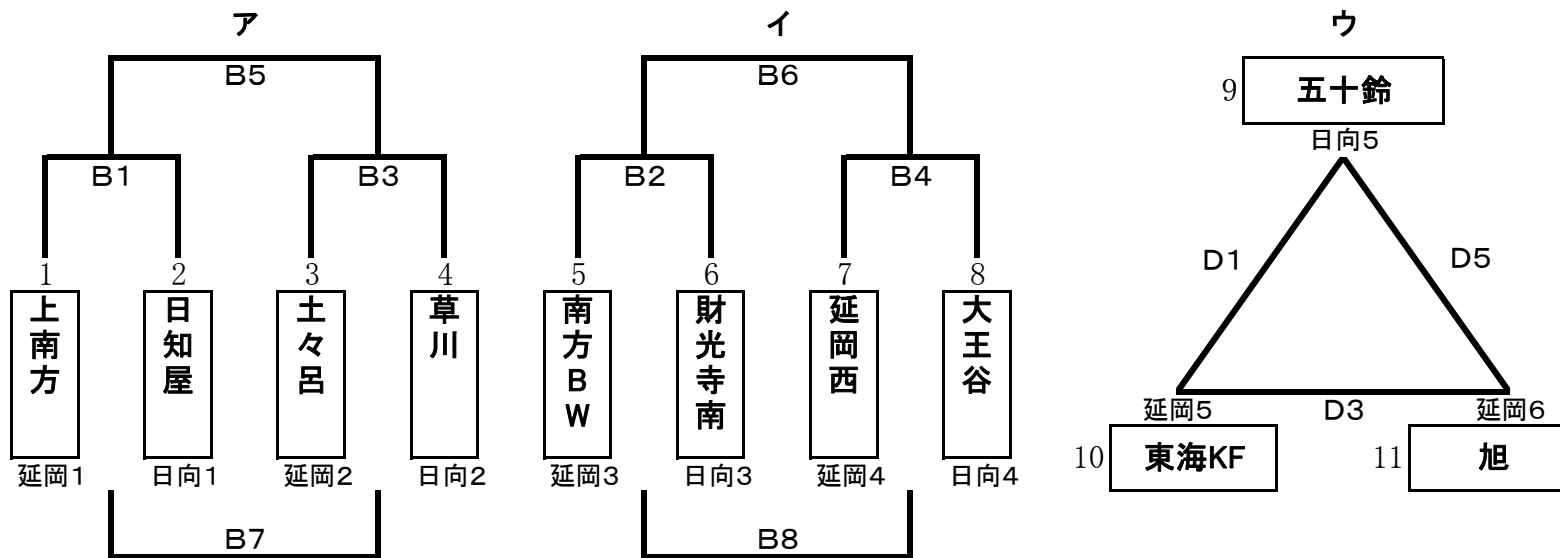 ア
イ
ウ
B5
B6
9
五十鈴
日向5
B1
B3
B2
B4
D1
D5
1
2
3
4
5
6
7
8
上南方
日知屋
土々呂
草川
南方BW
財光寺南
延岡西
大王谷
延岡1
日向1
延岡2
日向2
延岡3
日向3
延岡4
日向4
B7
B8
延岡5
D3
延岡6
10
東海KF
11
旭